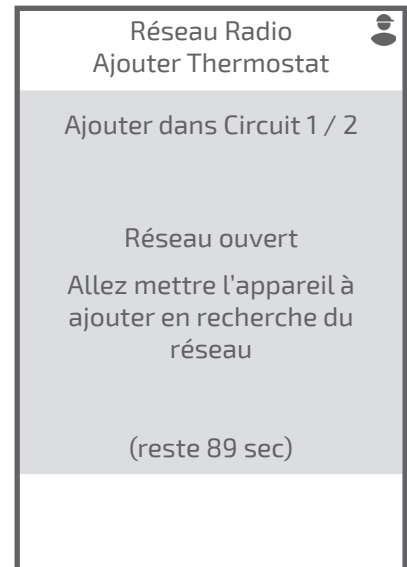 Réseau Radio
Ajouter Thermostat
Ajouter dans Circuit 1 / 2
Réseau ouvert
Allez mettre l'appareil à
ajouter en recherche du
réseau
(reste 89 sec)